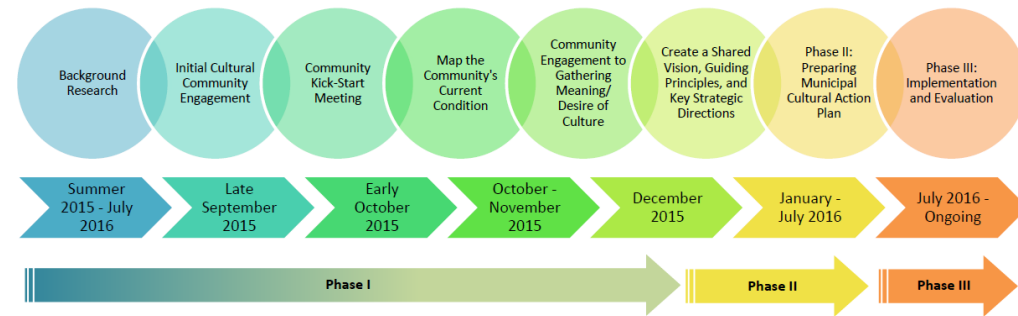 Background
Research
Initial Cultural
Community
Engagement
Community
Kick-Start
Meeting
Map the
Community's
Current
Condition
Community
Engagement to
Gathering
Meaning/
Desire of
Culture
Create a Shared
Vision, Guiding
Principles, and
Key Strategic
Directions
Phase II:
Preparing
Municipal
Cultural Action
Plan
Phase III:
Implementation
and Evaluation
Summer
2015 - July
2016
Late
September
2015
Early
October
2015
October -
November
2015
December
2015
January -
July 2016
July 2016 -
Ongoing
Phase I
Phase II
Phase III